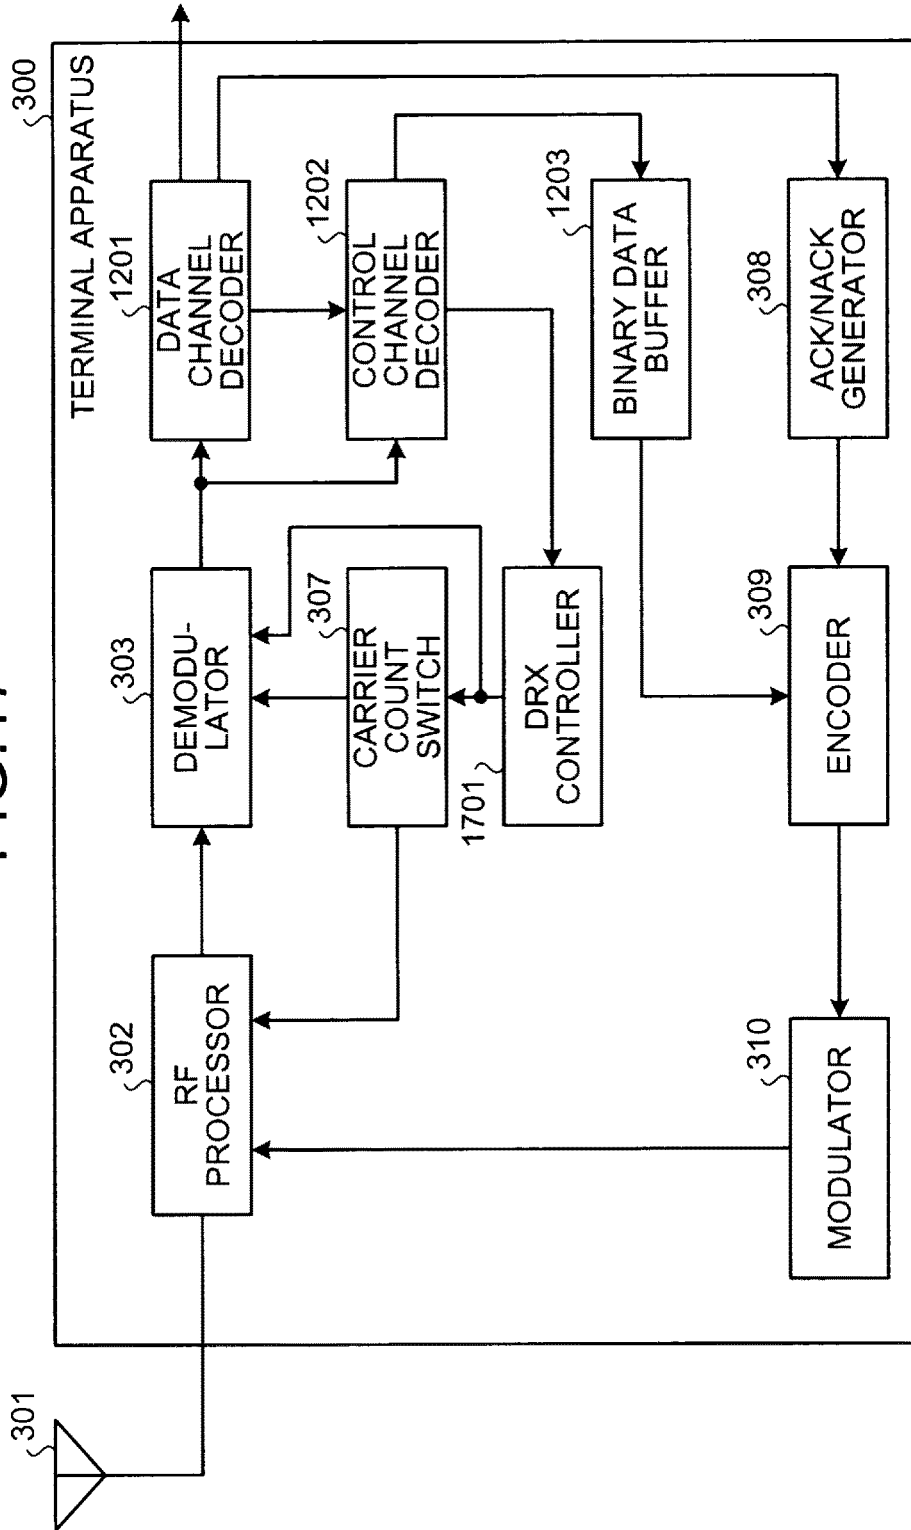 300
TERMINAL APPARATUS
301
302
RF
PROCESSOR
303
DEMODU-
LATOR
1201
DATA
CHANNEL
DECODER
307
CARRIER
COUNT
SWITCH
1202
CONTROL
CHANNEL
DECODER
1701
DRX
CONTROLLER
1203
BINARY DATA
BUFFER
310
MODULATOR
309
ENCODER
308
ACK/NACK
GENERATOR